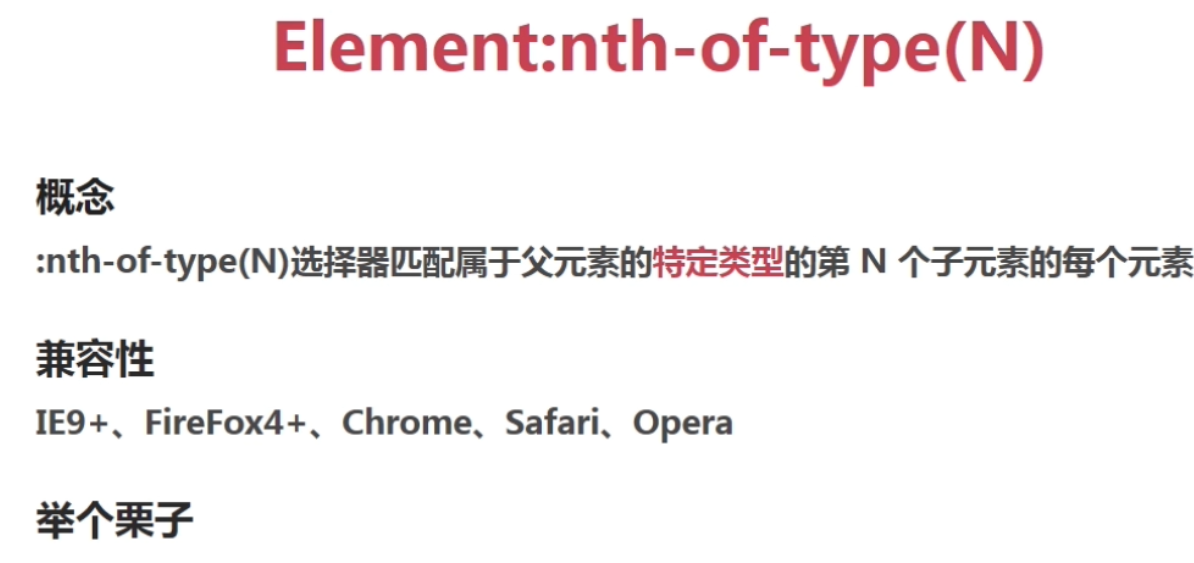 Element:nth-of-type(N)
概念
:nth-of-type(N)选择器匹配属于父元素的特定类型的第 N 个子元素的每个元素
兼容性
IE9+、FireFox4+、Chrome、Safari、Opera
举个栗子